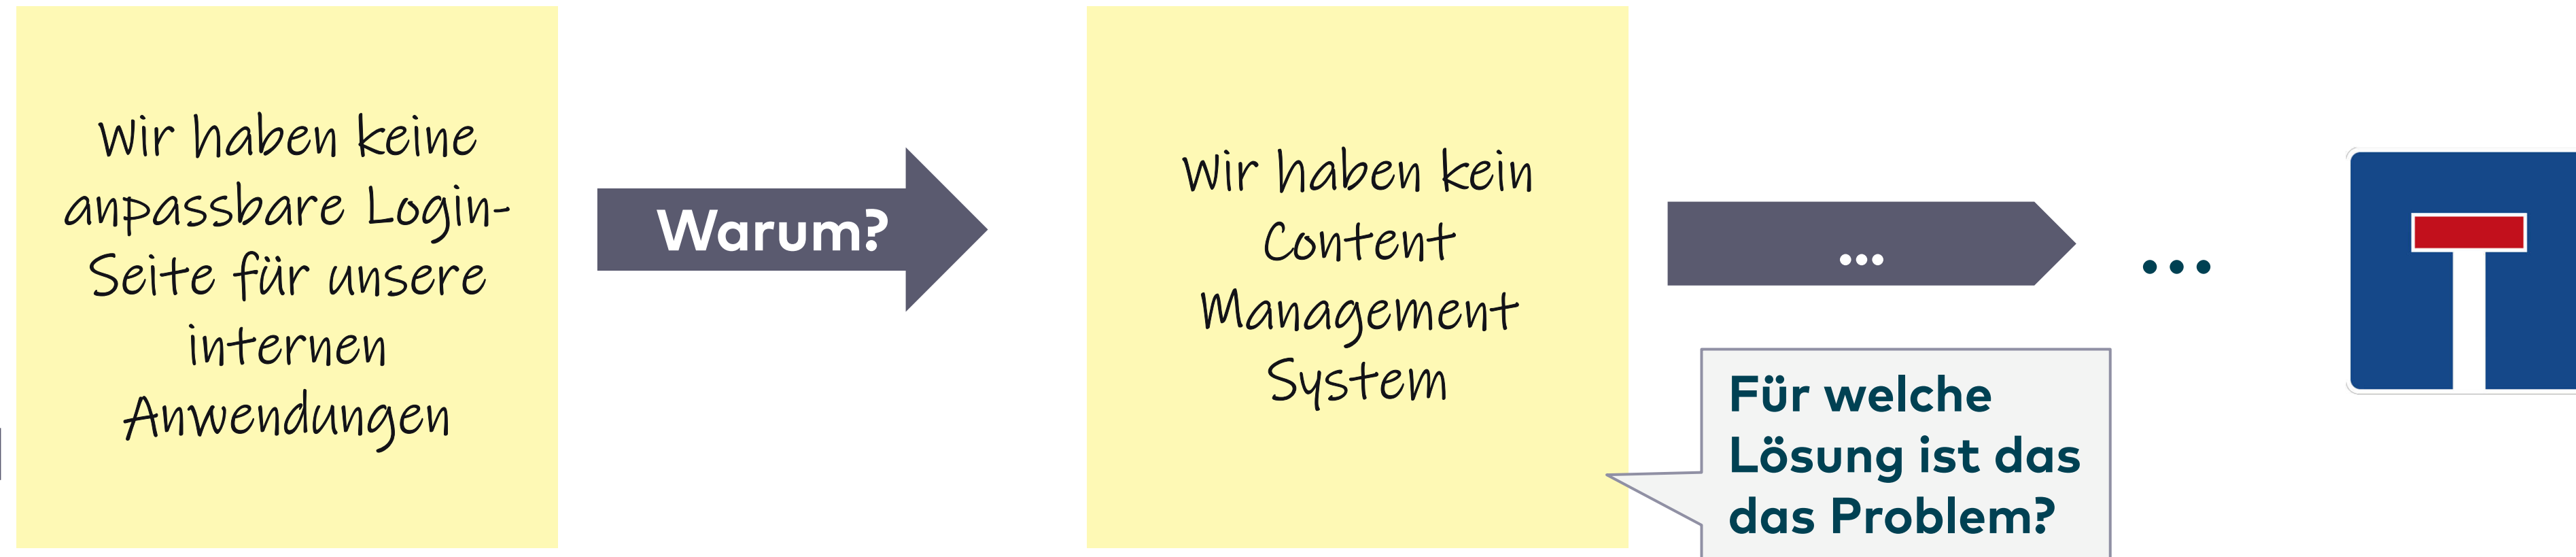 Wir haben keine
anpassbare Login-
Seite für unsere
internen
Anwendungen
Warum?
Wir haben kein
Content
Management
System
...
...
Für welche
Lösung ist das
das Problem?